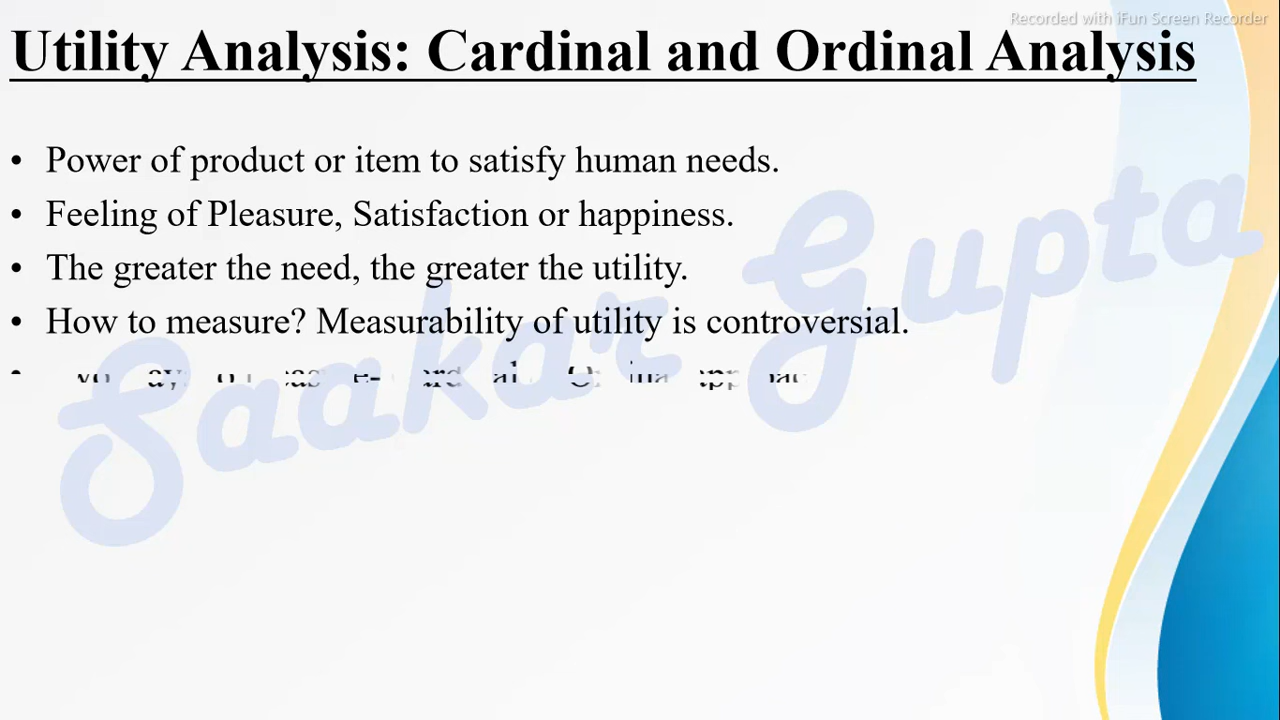 Recorded with iFun Screen Recorder
Utility Analysis: Cardinal and Ordinal Analysis
• Power of product or item to satisfy human needs.
• Feeling of Pleasure, Satisfaction or happiness.
• The greater the need, the greater the utility.
• How to measure? Measurability of utility is controversial.
Saakar Gupta